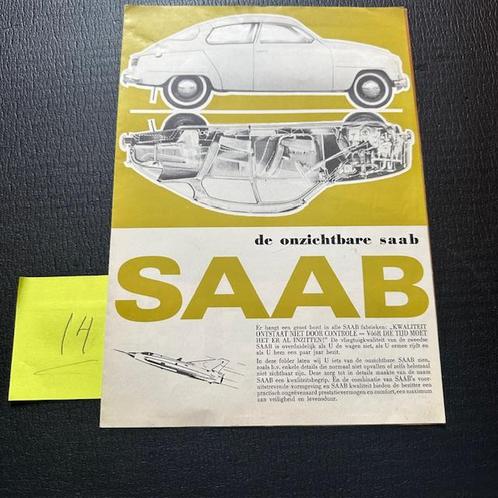 de onzichtbare saab
SAAB
Er hangt een groot bord in alle SAAB fabrieken: „KWALITEIT
ONTSTAAT NIET DOOR CONTROLE — VÓÓR DIE TIJD MOET
HET ER AL INZITTEN!" De vliegtuigkwaliteit van de zweedse
SAAB is overduidelijk als U de wagen ziet, als U ermee rijdt en
als U hem een paar jaar bezit.
In deze folder laten wij U iets van de onzichtbare SAAB zien,
zoals b.v. enkele details die normaal niet opvallen of zelfs helemaal
niet zichtbaar zijn. Deze zorg tot in details maakte van de naam
SAAB een kwaliteitsbegrip. En de combinatie van SAAB's voor-
uitstrevende vormgeving en SAAB kwaliteit bieden de bezitter een
practisch ongeëvenaard prestatievermogen en comfort, een maximum
aan veiligheid en levensduur.
14